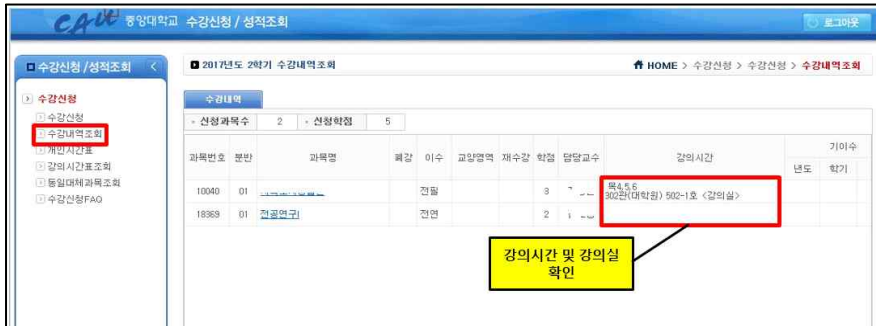 CAU 중앙대학교 수강신청 / 성적조회
로그아웃
수강신청 /성적조회 <
2017년도 2학기 수강내역조회
HOME > 수강신청 > 수강신청 > 수강내역조회
수강신청
수강신청
수강내역조회
개인시간표
강의시간표조회
동일대체과목조회
수강신청FAQ
수강내역
신청과목수 2 신청학점 5
과목번호 분반 과목명 폐강 이수 교양영역 재수강 학점 담당교수 강의시간 기이수
년도 학기
10040 01 전필 3 목4,5,6
302관(대학원) 502-1호 <강의실>
18369 01 전공연구I 전연 2
강의시간 및 강의실
확인